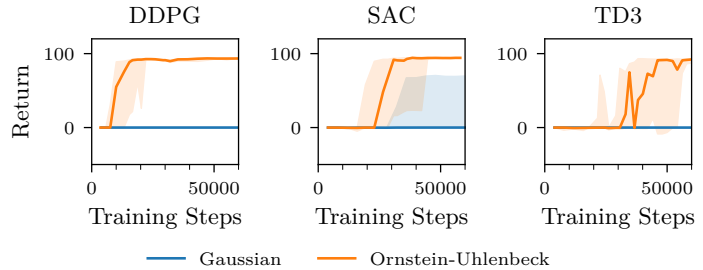 DDPG SAC TD3
Return
100 100 100
0 0 0
0 50000 0 50000 0 50000
Training Steps Training Steps Training Steps
Gaussian Ornstein-Uhlenbeck